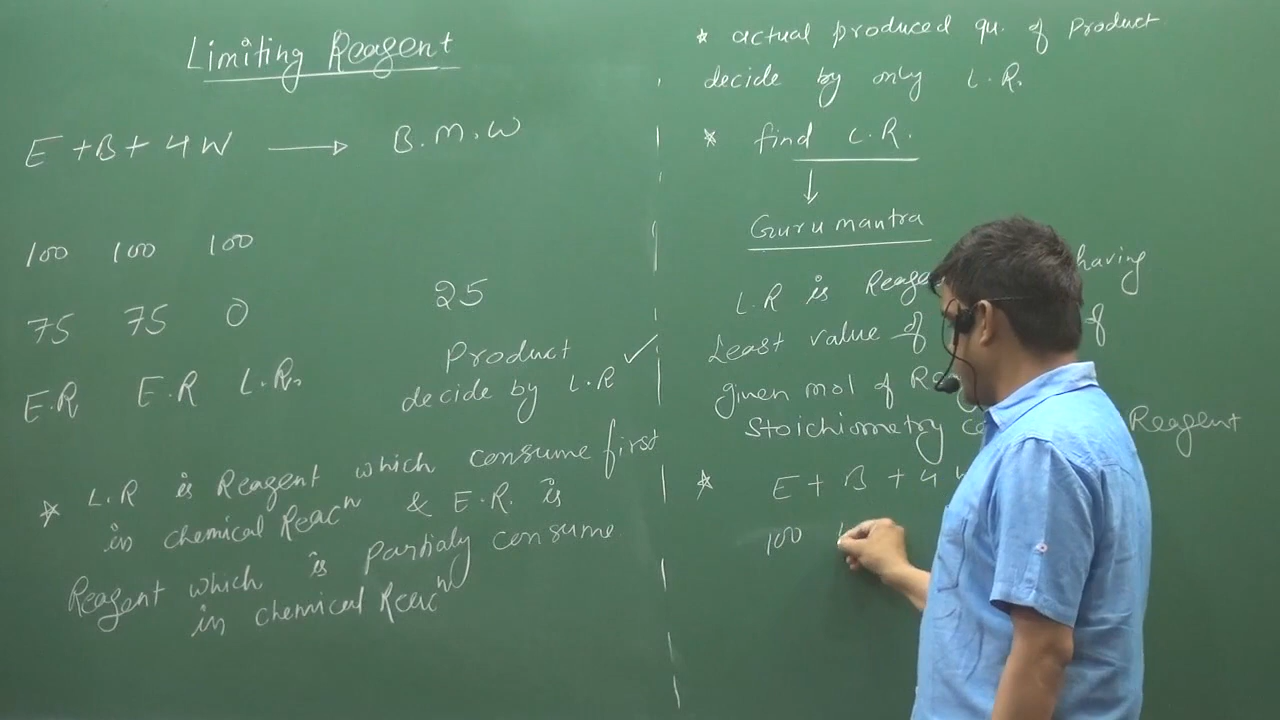 Limiting Reagent
E + B + 4 W → B.M.W
100 100 100
75 75 0 25
E.R E.R L.R.
Product ✓
decide by L.R
* L.R is Reagent which consume first
in chemical Reacⁿ & E.R. is
Reagent which is Partialy consume
in chemical Reacⁿ
* actual produced qu. of Product
decide by only L.R.
* find L.R.
↓
Gurumantra
L.R is having
Least value of of
given mol of
Stoichiometry Reagent
* E + B + 4
100